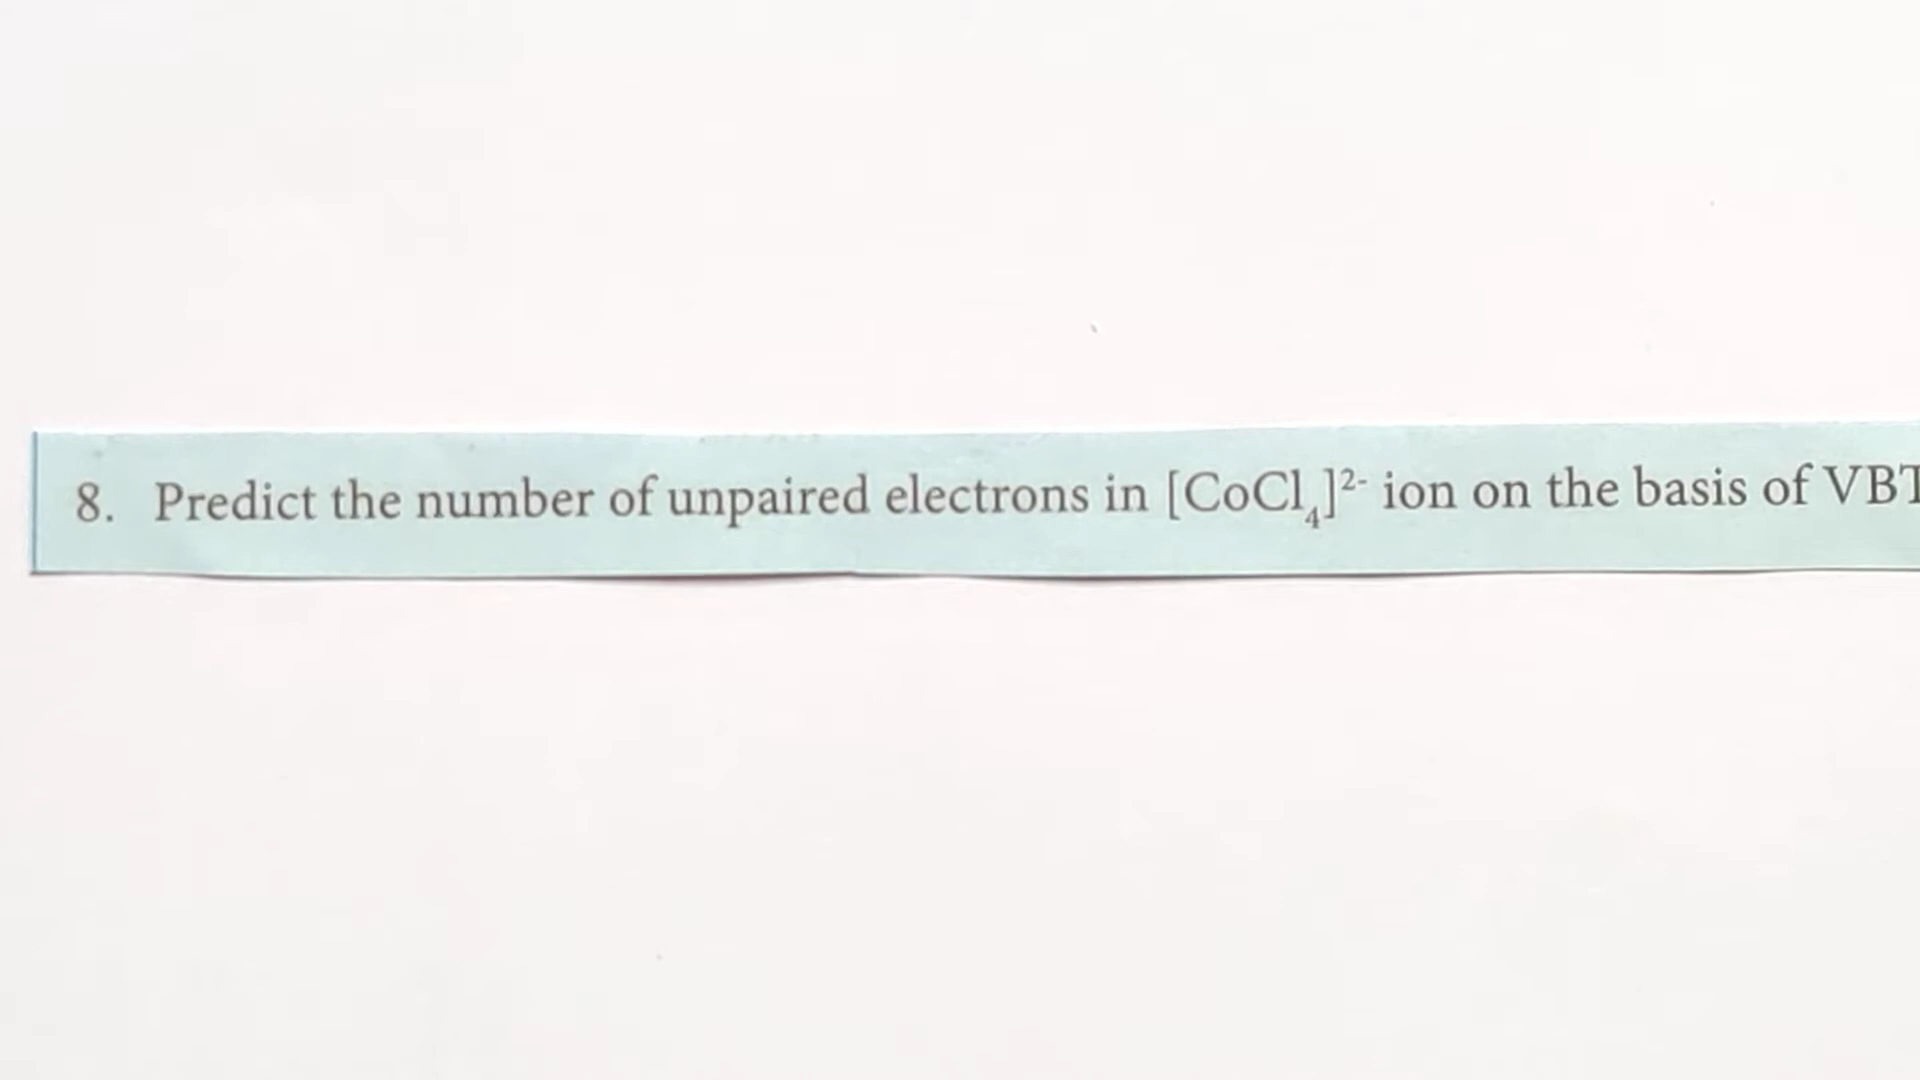 8. Predict the number of unpaired electrons in [CoCl₄]²⁻ ion on the basis of VBT